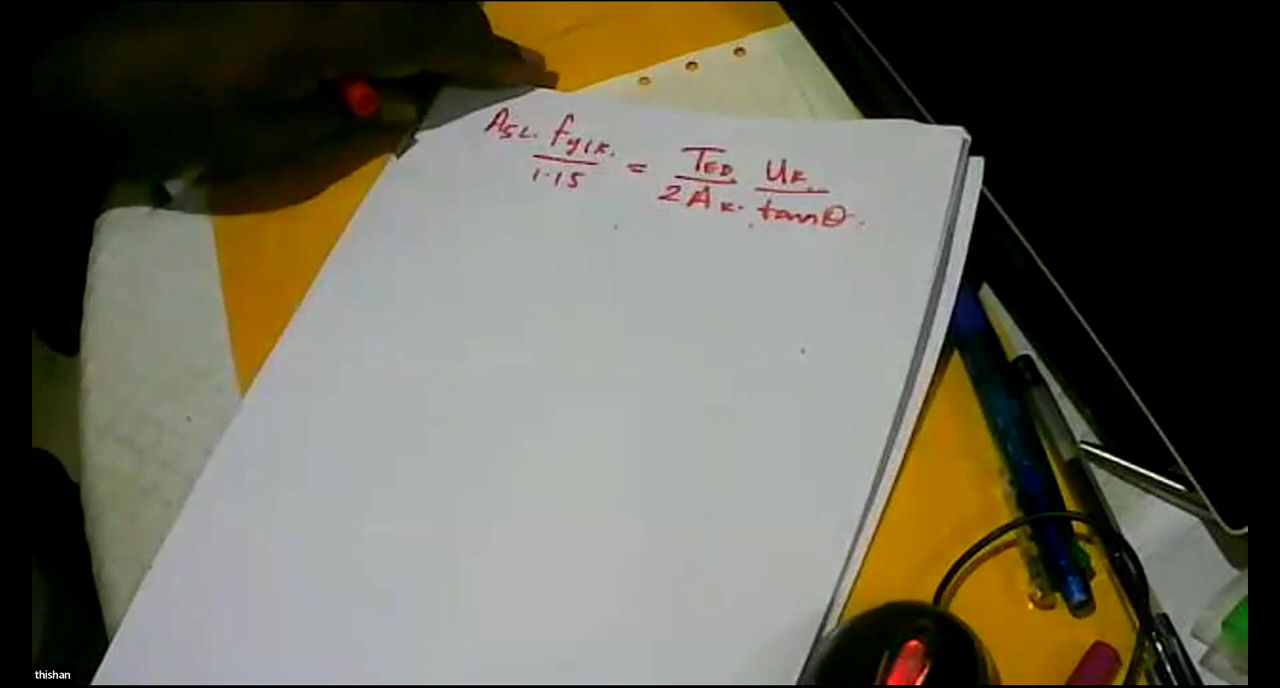 Asl. fylk. / 1.15 = TED. / 2Ak. uk. / tanθ.
thishan